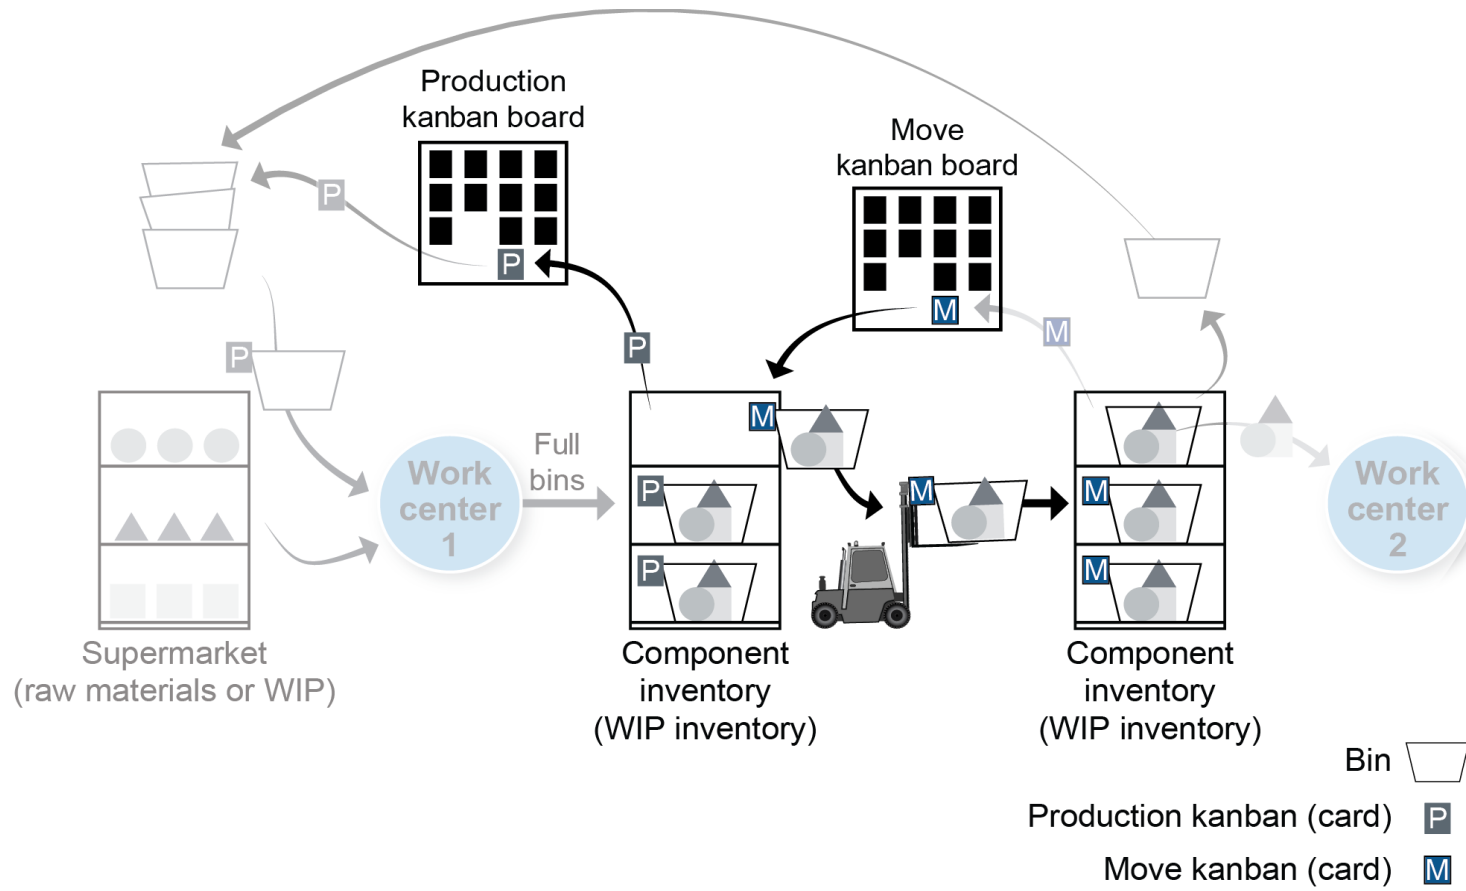 Production
kanban board
Move
kanban board
P
P
M
M
P
P
M
Full
bins
Work
center
1
P
P
M
M
M
Work
center
2
Supermarket
(raw materials or WIP)
Component
inventory
(WIP inventory)
Component
inventory
(WIP inventory)
Bin
Production kanban (card) P
Move kanban (card) M